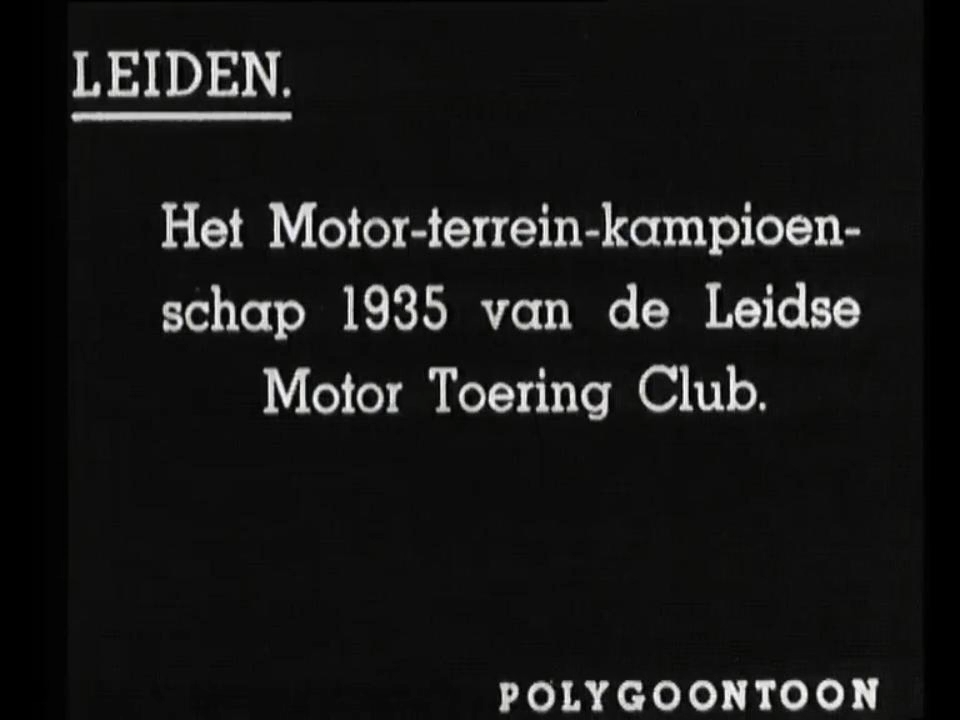 LEIDEN.
Het Motor-terrein-kampioen-
schap 1935 van de Leidse
Motor Toering Club.
POLYGOONTOON